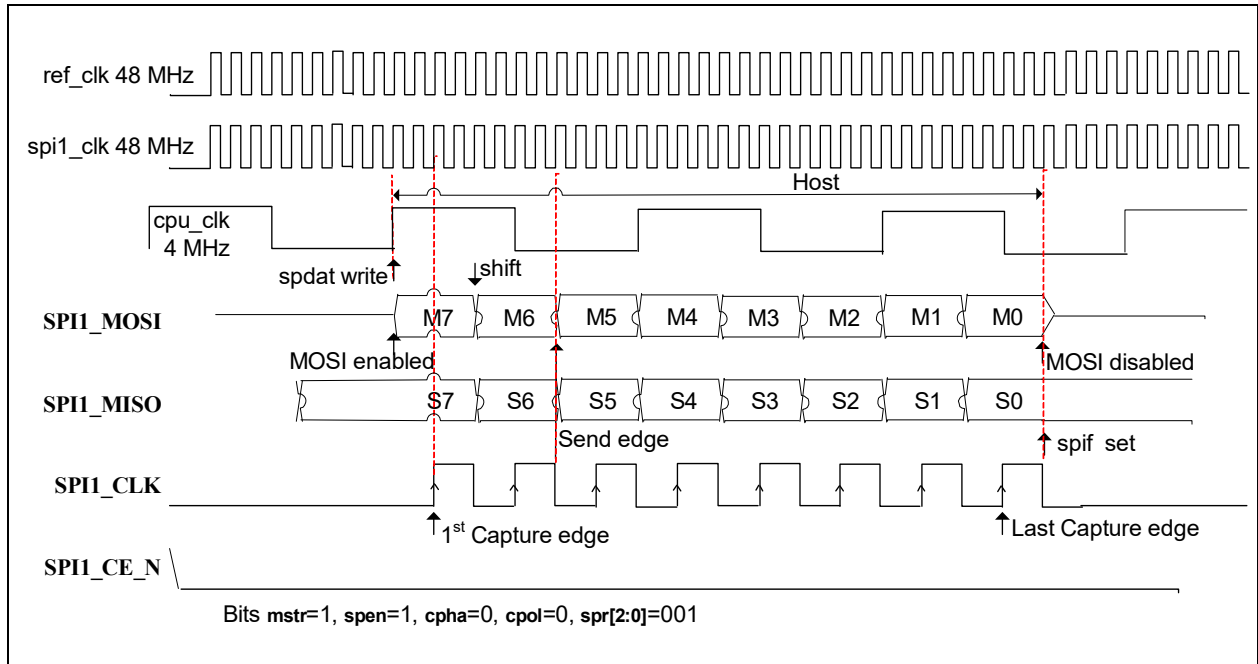 ref_clk 48 MHz
spi1_clk 48 MHz
Host
cpu_clk
4 MHz
spdat write
shift
SPI1_MOSI
M7 M6 M5 M4 M3 M2 M1 M0
MOSI enabled
MOSI disabled
SPI1_MISO
S7 S6 S5 S4 S3 S2 S1 S0
Send edge
spif set
SPI1_CLK
1st Capture edge
Last Capture edge
SPI1_CE_N
Bits mstr=1, spen=1, cpha=0, cpol=0, spr[2:0]=001